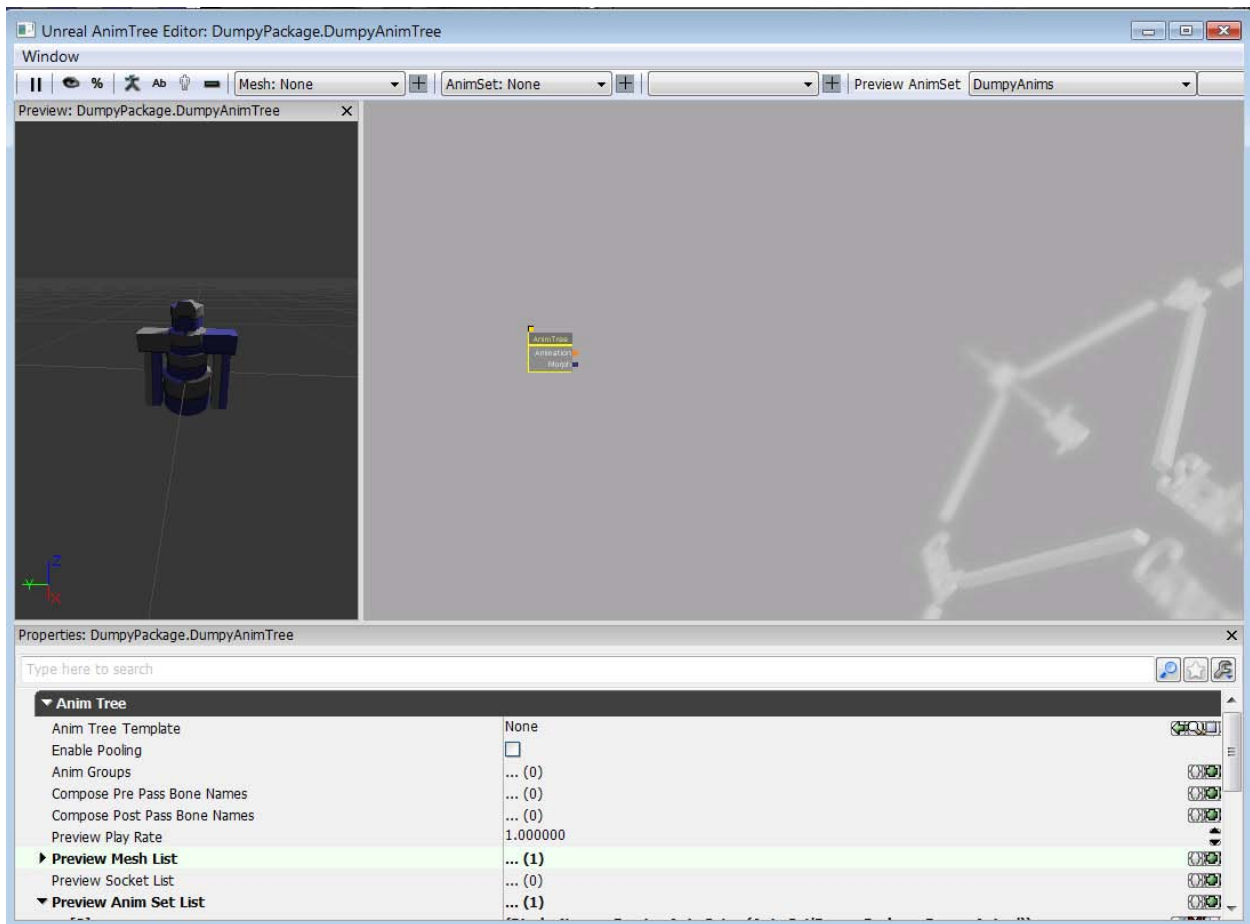 Unreal AnimTree Editor: DumpyPackage.DumpyAnimTree
Window
% Ab Mesh: None AnimSet: None Preview AnimSet DumpyAnims
Preview: DumpyPackage.DumpyAnimTree X
AnimTree
Animation
Morph
Z
Y
X
Properties: DumpyPackage.DumpyAnimTree X
Type here to search
Anim Tree
Anim Tree Template None
Enable Pooling
Anim Groups ... (0)
Compose Pre Pass Bone Names ... (0)
Compose Post Pass Bone Names ... (0)
Preview Play Rate 1.000000
Preview Mesh List ... (1)
Preview Socket List ... (0)
Preview Anim Set List ... (1)